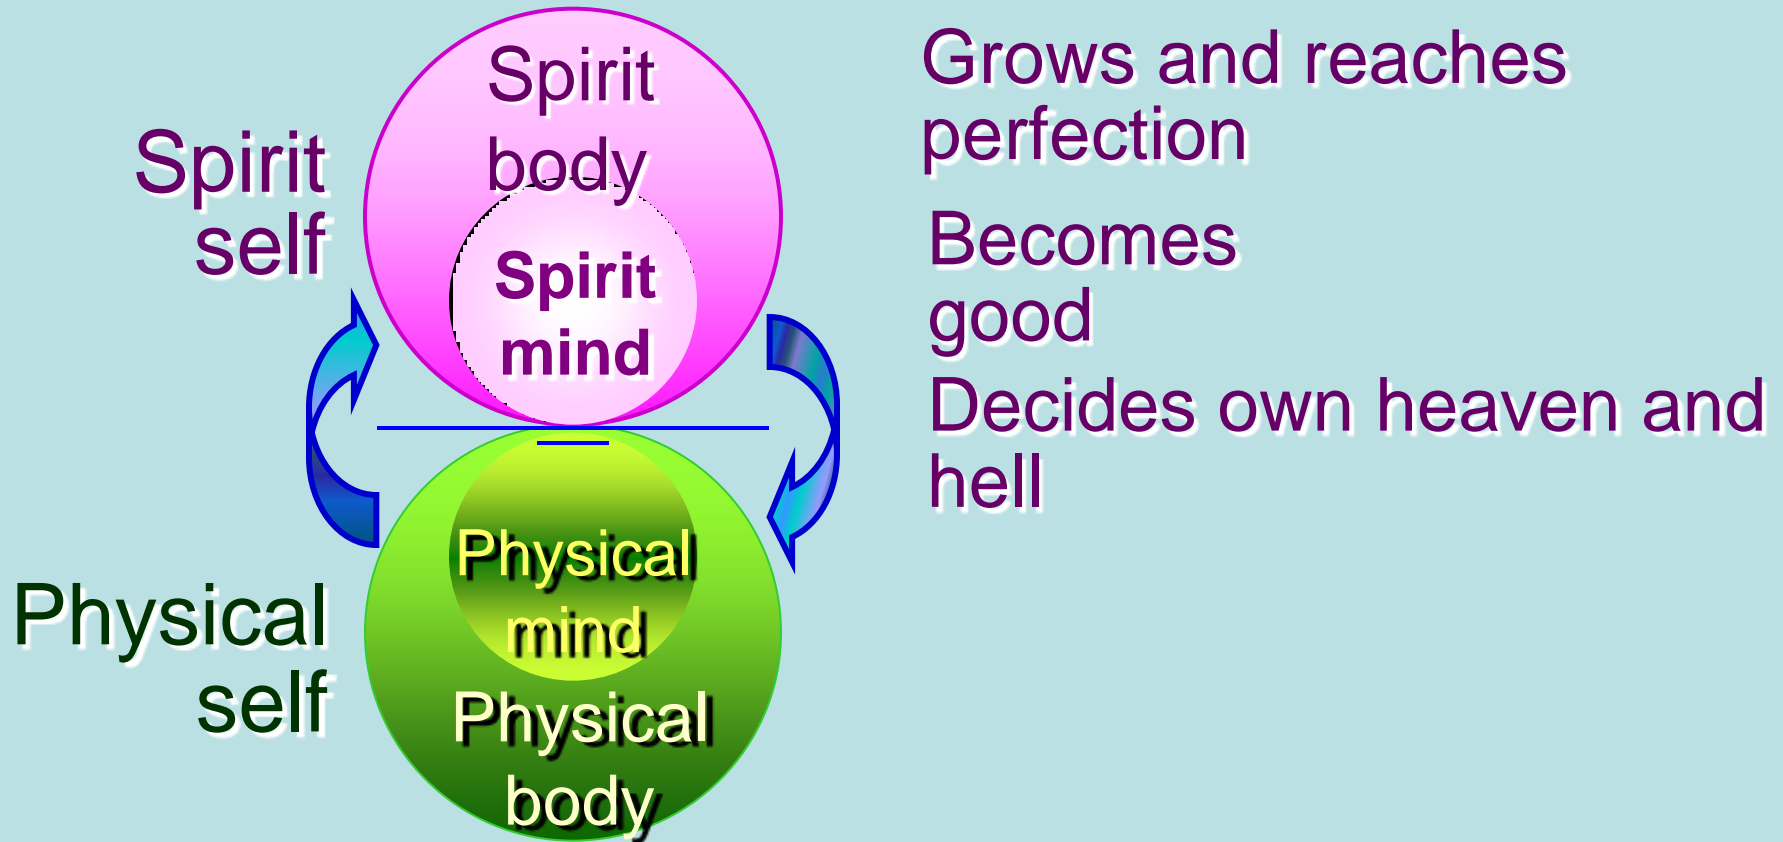 Spirit
self
Spirit
body
Spirit
mind
Physical
self
Physical
mind
Physical
body
Grows and reaches
perfection
Becomes
good
Decides own heaven and
hell